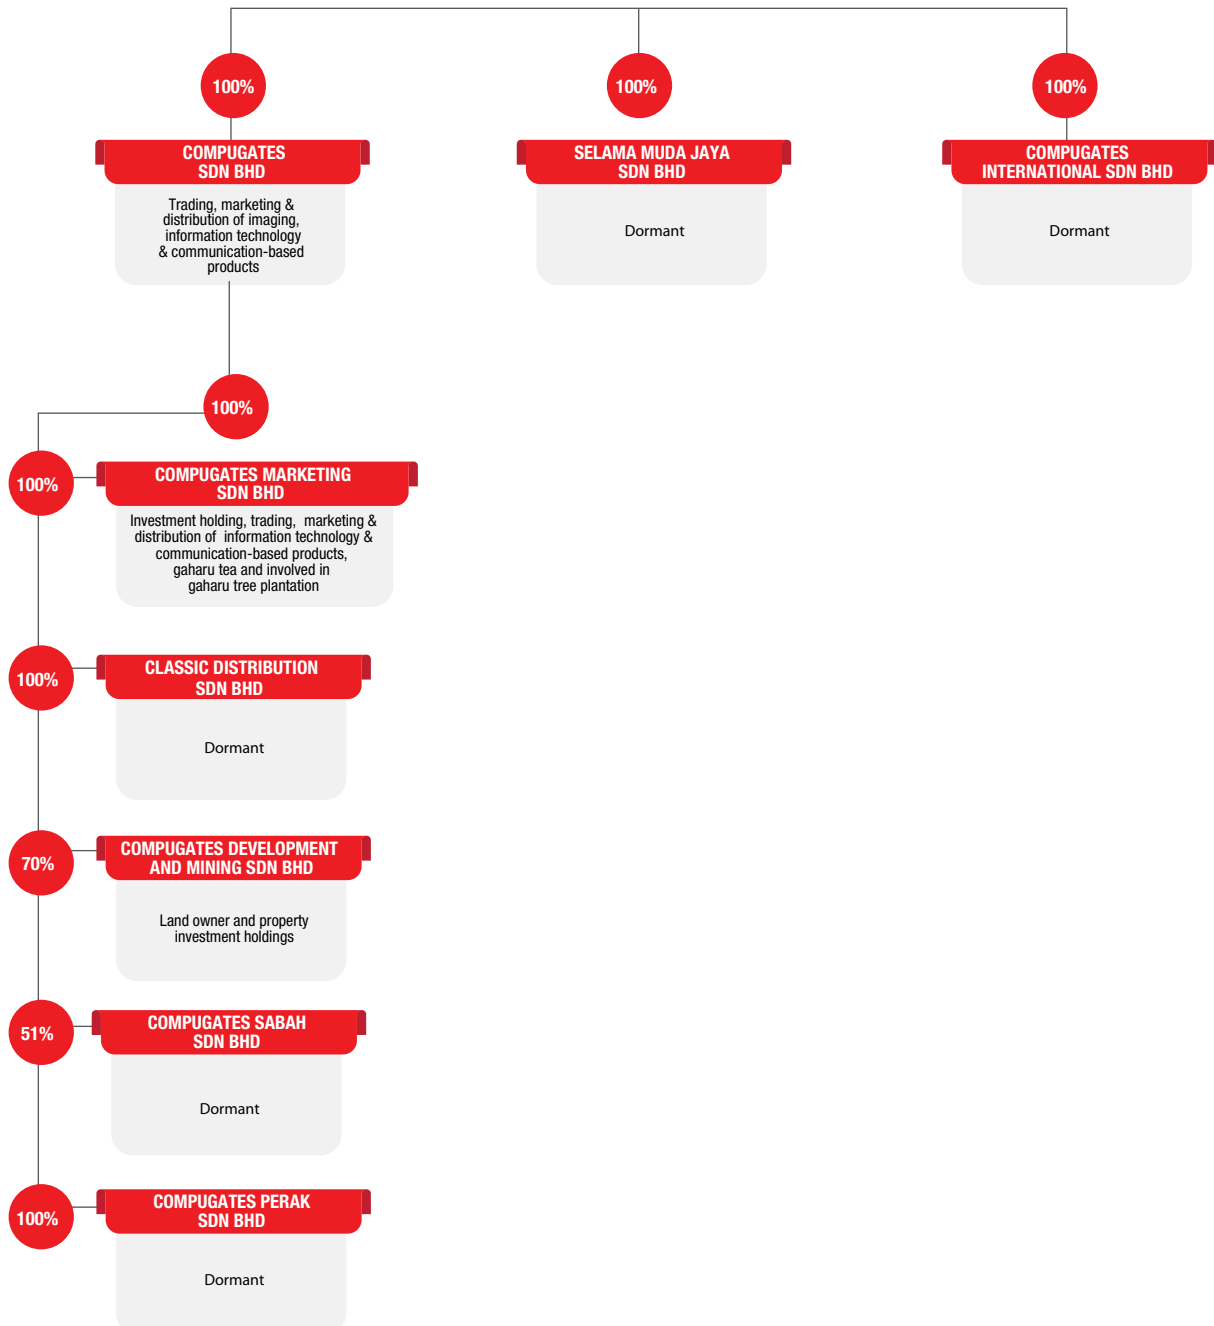 100%
100%
100%
COMPUGATES
SDN BHD
Trading, marketing &
distribution of imaging,
information technology
& communication-based
products
SELAMA MUDA JAYA
SDN BHD
Dormant
COMPUGATES
INTERNATIONAL SDN BHD
Dormant
100%
100%
COMPUGATES MARKETING
SDN BHD
Investment holding, trading, marketing &
distribution of information technology &
communication-based products,
gaharu tea and involved in
gaharu tree plantation
100%
CLASSIC DISTRIBUTION
SDN BHD
Dormant
70%
COMPUGATES DEVELOPMENT
AND MINING SDN BHD
Land owner and property
investment holdings
51%
COMPUGATES SABAH
SDN BHD
Dormant
100%
COMPUGATES PERAK
SDN BHD
Dormant